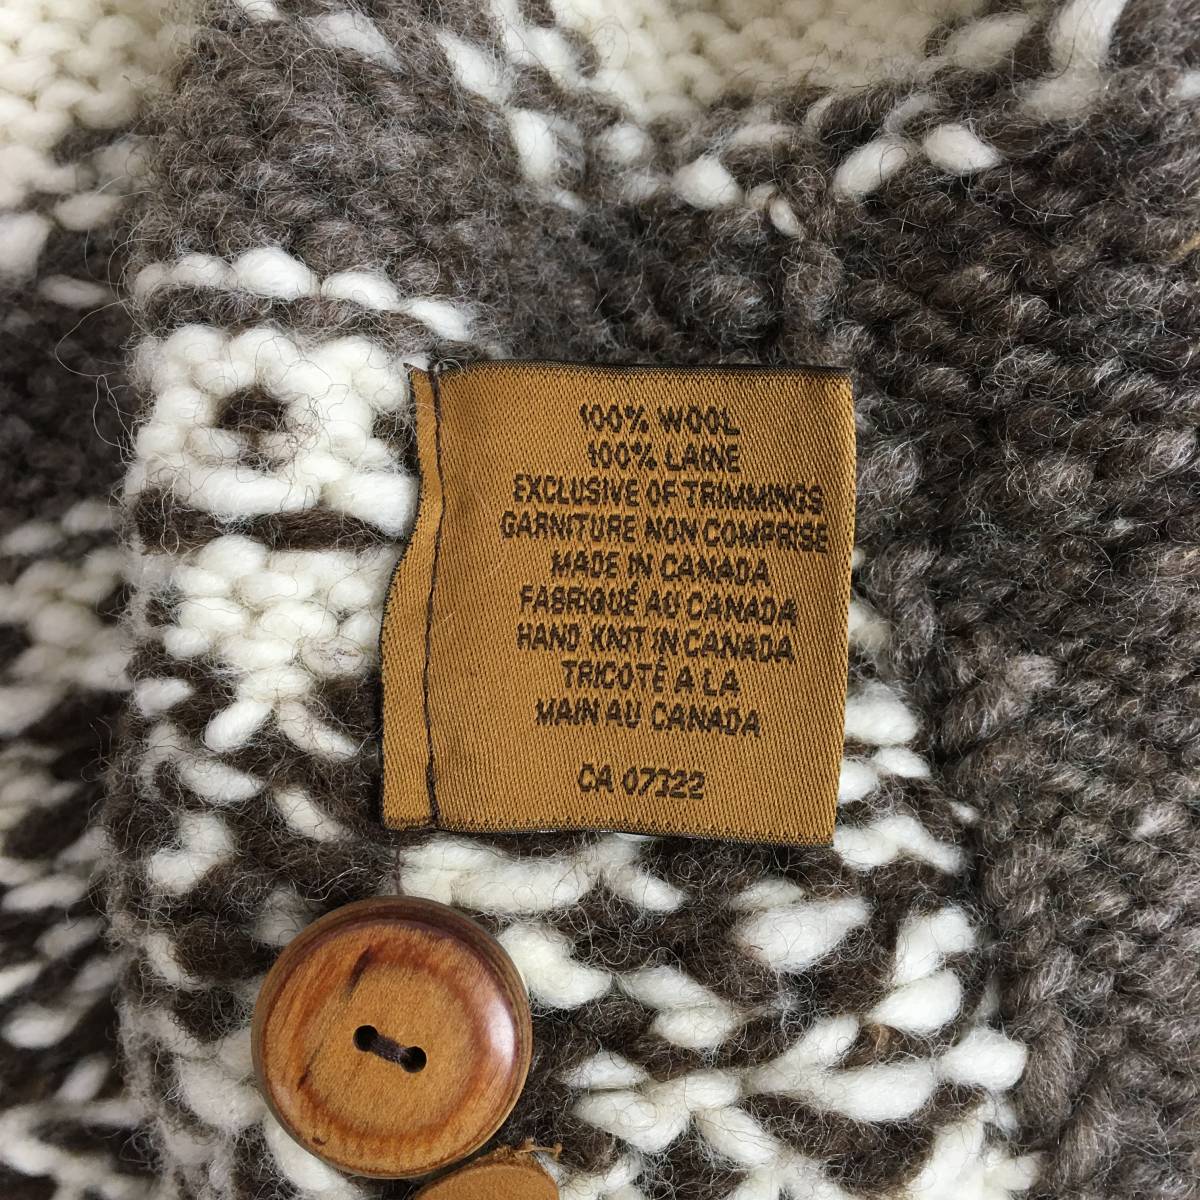 100% WOOL
100% LAINE
EXCLUSIVE OF TRIMMINGS
GARNITURE NON COMPRISE
MADE IN CANADA
FABRIQUÉ AU CANADA
HAND KNIT IN CANADA
TRICOTÉ A LA
MAIN AU CANADA
CA 07322